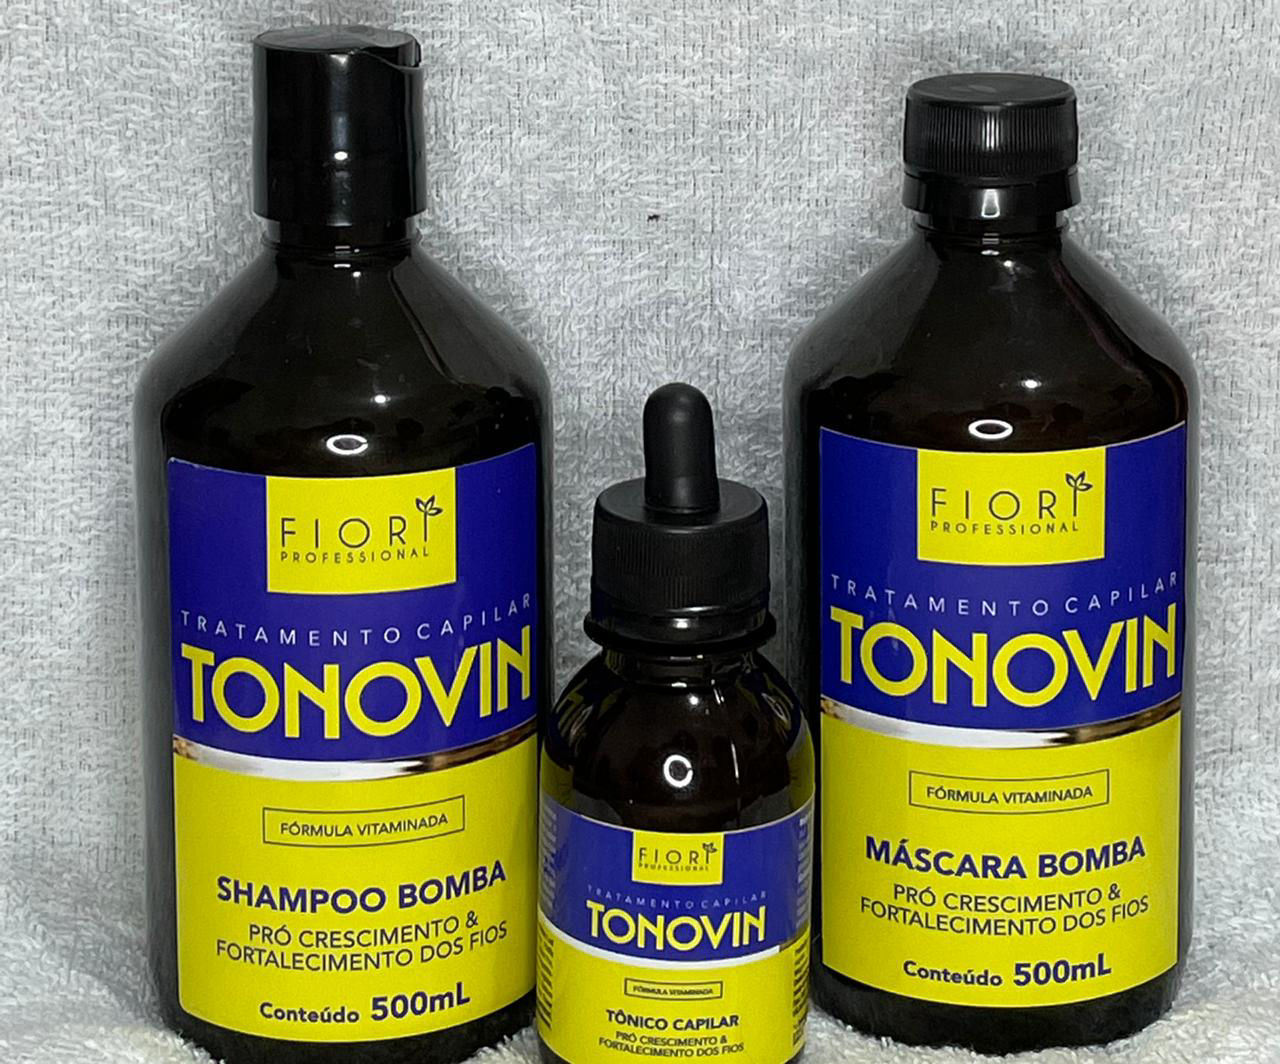 FIORI
PROFESSIONAL
TRATAMENTO CAPILAR
TONOVIN
FÓRMULA VITAMINADA
SHAMPOO BOMBA
PRÓ CRESCIMENTO &
FORTALECIMENTO DOS FIOS
Conteúdo 500mL
FIORI
PROFESSIONAL
TRATAMENTO CAPILAR
TONOVIN
FÓRMULA VITAMINADA
TÔNICO CAPILAR
PRÓ CRESCIMENTO &
FORTALECIMENTO DOS FIOS
FIORI
PROFESSIONAL
TRATAMENTO CAPILAR
TONOVIN
FÓRMULA VITAMINADA
MÁSCARA BOMBA
PRÓ CRESCIMENTO &
FORTALECIMENTO DOS FIOS
Conteúdo 500mL